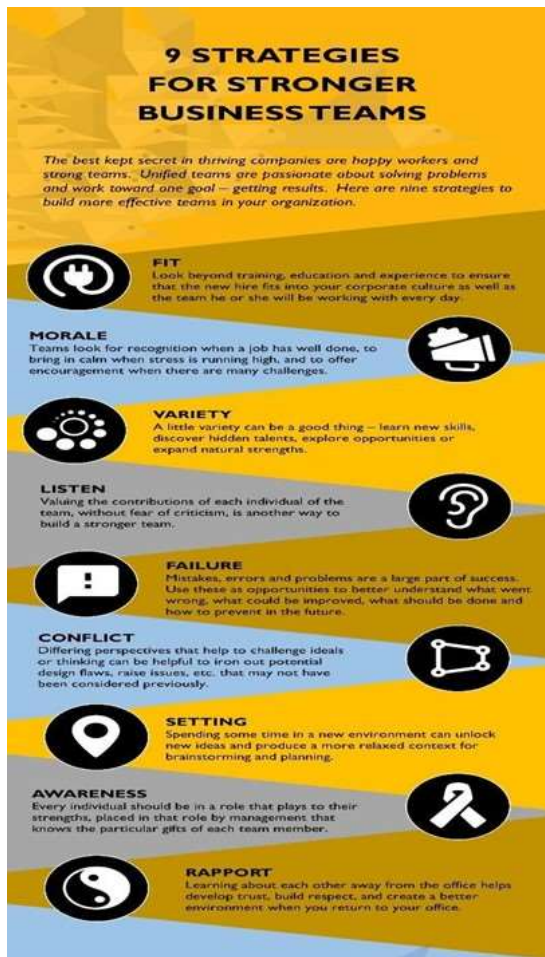 9 STRATEGIES
FOR STRONGER
BUSINESS TEAMS
The best kept secret in thriving companies are happy workers and
strong teams. Unified teams are passionate about solving problems
and work toward one goal – getting results. Here are nine strategies to
build more effective teams in your organization.
FIT
Look beyond training, education and experience to ensure
that the new hire fits into your corporate culture as well as
the team he or she will be working with every day.
MORALE
Teams look for recognition when a job has well done, to
bring in calm when stress is running high, and to offer
encouragement when there are many challenges.
VARIETY
A little variety can be a good thing – learn new skills,
discover hidden talents, explore opportunities or
expand natural strengths.
LISTEN
Valuing the contributions of each individual of the
team, without fear of criticism, is another way to
build a stronger team.
FAILURE
Mistakes, errors and problems are a large part of success.
Use these as opportunities to better understand what went
wrong, what could be improved, what should be done and
how to prevent in the future.
CONFLICT
Differing perspectives that help to challenge ideals
or thinking can be helpful to iron out potential
design flaws, raise issues, etc. that may not have
been considered previously.
SETTING
Spending some time in a new environment can unlock
new ideas and produce a more relaxed context for
brainstorming and planning.
AWARENESS
Every individual should be in a role that plays to their
strengths, placed in that role by management that
knows the particular gifts of each team member.
RAPPORT
Learning about each other away from the office helps
develop trust, build respect, and create a better
environment when you return to your office.